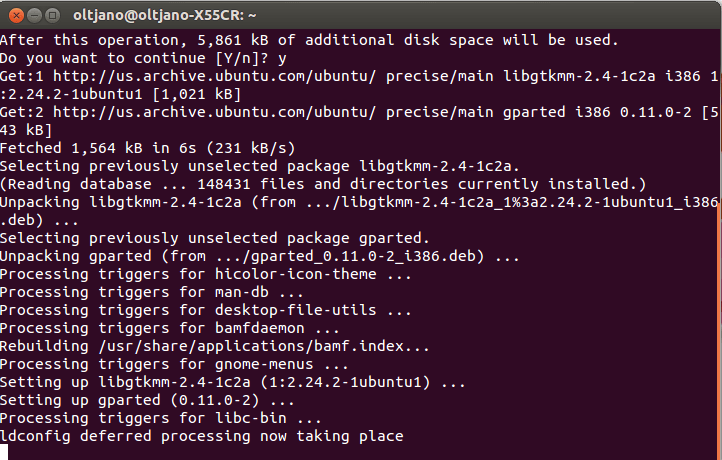 oltjano@oltjano-X55CR: ~
After this operation, 5,861 kB of additional disk space will be used.
Do you want to continue [Y/n]? y
Get:1 http://us.archive.ubuntu.com/ubuntu/ precise/main libgtkmm-2.4-1c2a i386 1
:2.24.2-1ubuntu1 [1,021 kB]
Get:2 http://us.archive.ubuntu.com/ubuntu/ precise/main gparted i386 0.11.0-2 [5
43 kB]
Fetched 1,564 kB in 6s (231 kB/s)
Selecting previously unselected package libgtkmm-2.4-1c2a.
(Reading database ... 148431 files and directories currently installed.)
Unpacking libgtkmm-2.4-1c2a (from .../libgtkmm-2.4-1c2a_1%3a2.24.2-1ubuntu1_i386
.deb) ...
Selecting previously unselected package gparted.
Unpacking gparted (from .../gparted_0.11.0-2_i386.deb) ...
Processing triggers for hicolor-icon-theme ...
Processing triggers for man-db ...
Processing triggers for desktop-file-utils ...
Processing triggers for bamfdaemon ...
Rebuilding /usr/share/applications/bamf.index...
Processing triggers for gnome-menus ...
Setting up libgtkmm-2.4-1c2a (1:2.24.2-1ubuntu1) ...
Setting up gparted (0.11.0-2) ...
Processing triggers for libc-bin ...
ldconfig deferred processing now taking place